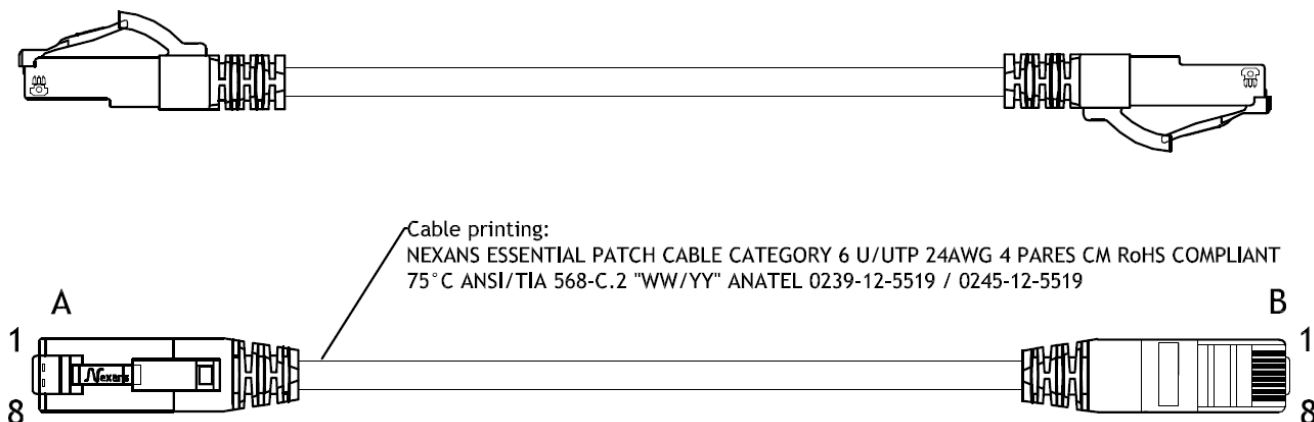 Cable printing:
NEXANS ESSENTIAL PATCH CABLE CATEGORY 6 U/UTP 24AWG 4 PARES CM RoHS COMPLIANT
75°C ANSI/TIA 568-C.2 "WW/YY" ANATEL 0239-12-5519 / 0245-12-5519
A
B
1
1
Nexans
8
8